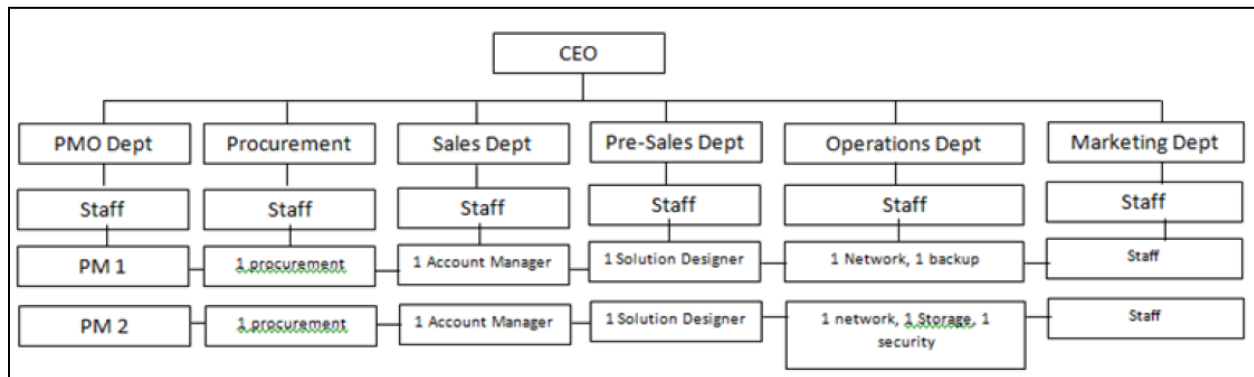 CEO
PMO Dept
Procurement
Sales Dept
Pre-Sales Dept
Operations Dept
Marketing Dept
Staff
Staff
Staff
Staff
Staff
Staff
PM 1
1 procurement
1 Account Manager
1 Solution Designer
1 Network, 1 backup
Staff
PM 2
1 procurement
1 Account Manager
1 Solution Designer
1 network, 1 Storage, 1
security
Staff